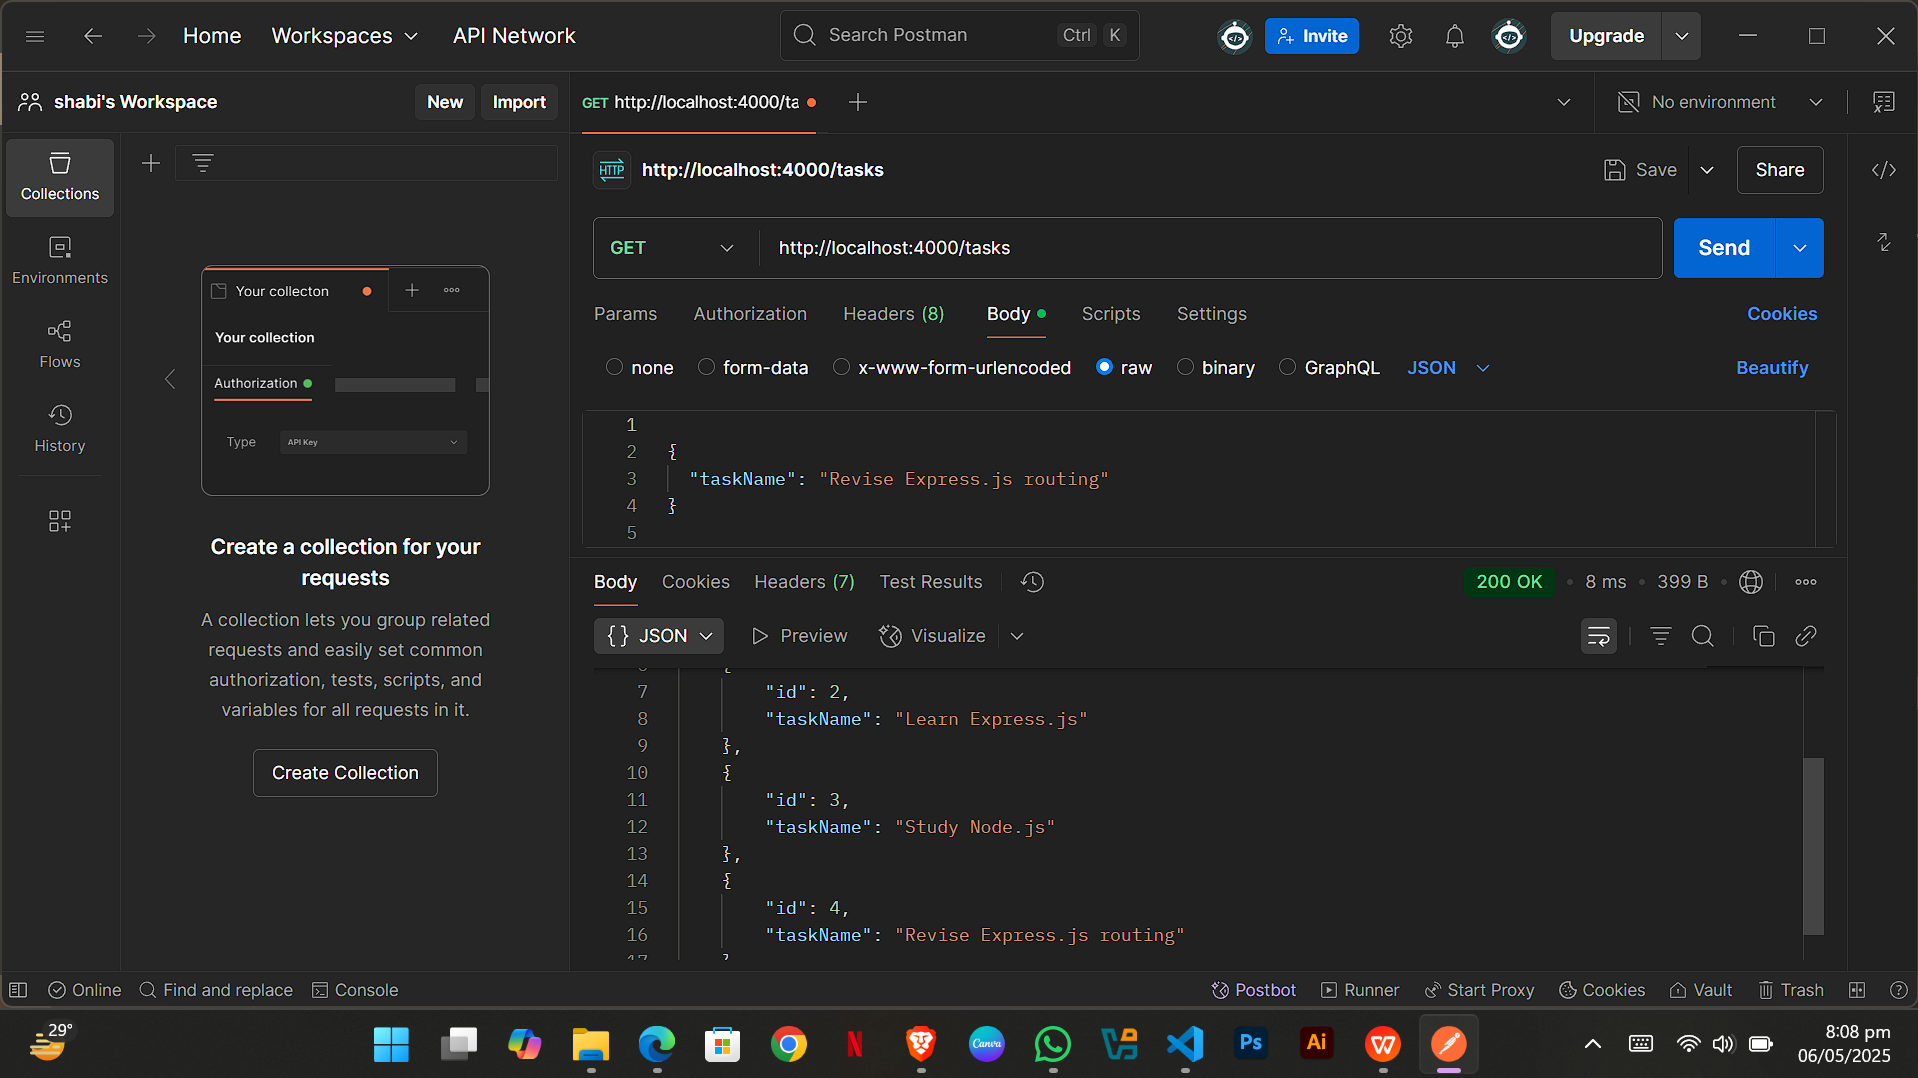 Home
Workspaces
API Network
Search Postman
Ctrl K
Invite
Upgrade
shabi's Workspace
New
Import
GET http://localhost:4000/ta
No environment
Collections
Environments
Flows
History
Your collecton
Your collection
Authorization
Type
API Key
Create a collection for your
requests
A collection lets you group related
requests and easily set common
authorization, tests, scripts, and
variables for all requests in it.
Create Collection
HTTP
http://localhost:4000/tasks
Save
Share
GET
http://localhost:4000/tasks
Send
Params
Authorization
Headers (8)
Body
Scripts
Settings
Cookies
none
form-data
x-www-form-urlencoded
raw
binary
GraphQL
JSON
Beautify
1
2 {
3 "taskName": "Revise Express.js routing"
4 }
5
Body
Cookies
Headers (7)
Test Results
200 OK
8 ms
399 B
{} JSON
Preview
Visualize
7 "id": 2,
8 "taskName": "Learn Express.js"
9 },
10 {
11 "id": 3,
12 "taskName": "Study Node.js"
13 },
14 {
15 "id": 4,
16 "taskName": "Revise Express.js routing"
17 }
Online
Find and replace
Console
Postbot
Runner
Start Proxy
Cookies
Vault
Trash
29°
N
Canva
Ps
Ai
W
8:08 pm
06/05/2025